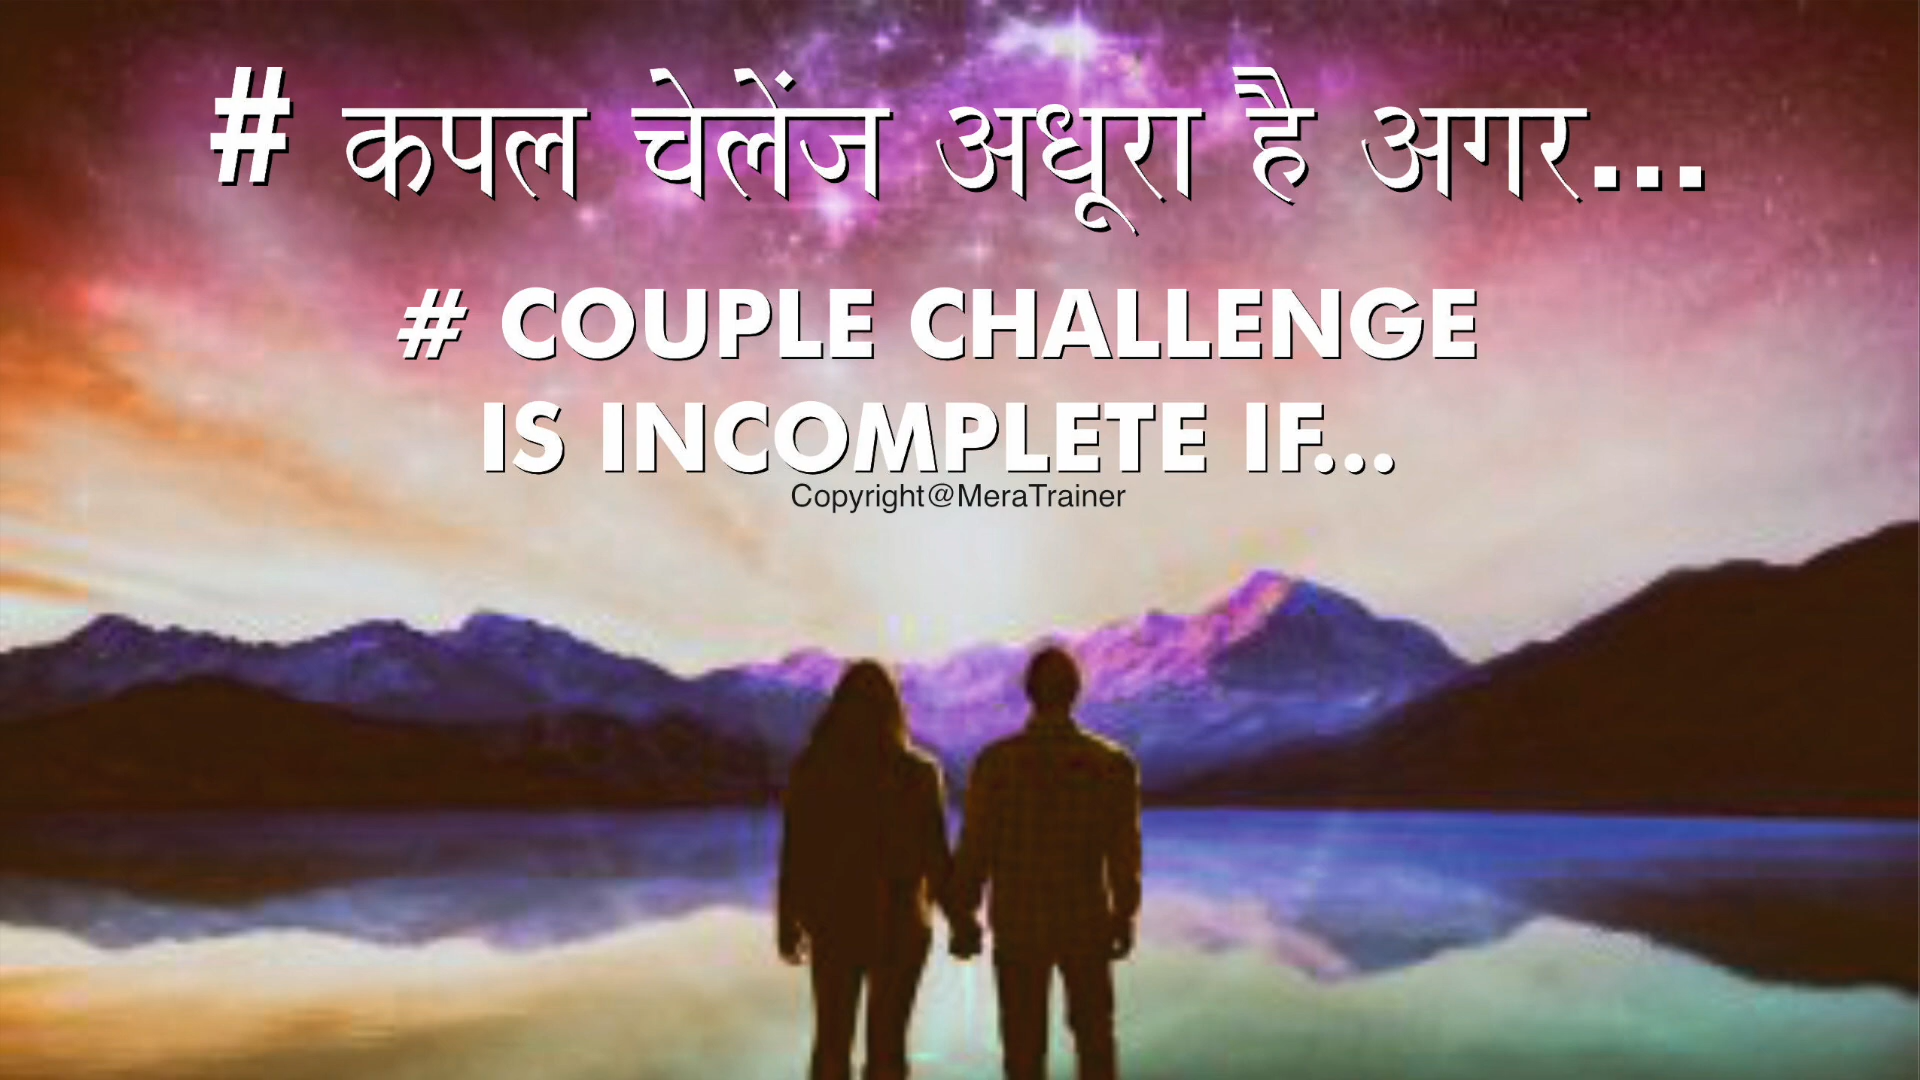 # कपल चेलेंज अधूरा है अगर...
# COUPLE CHALLENGE
IS INCOMPLETE IF...
Copyright@MeraTrainer